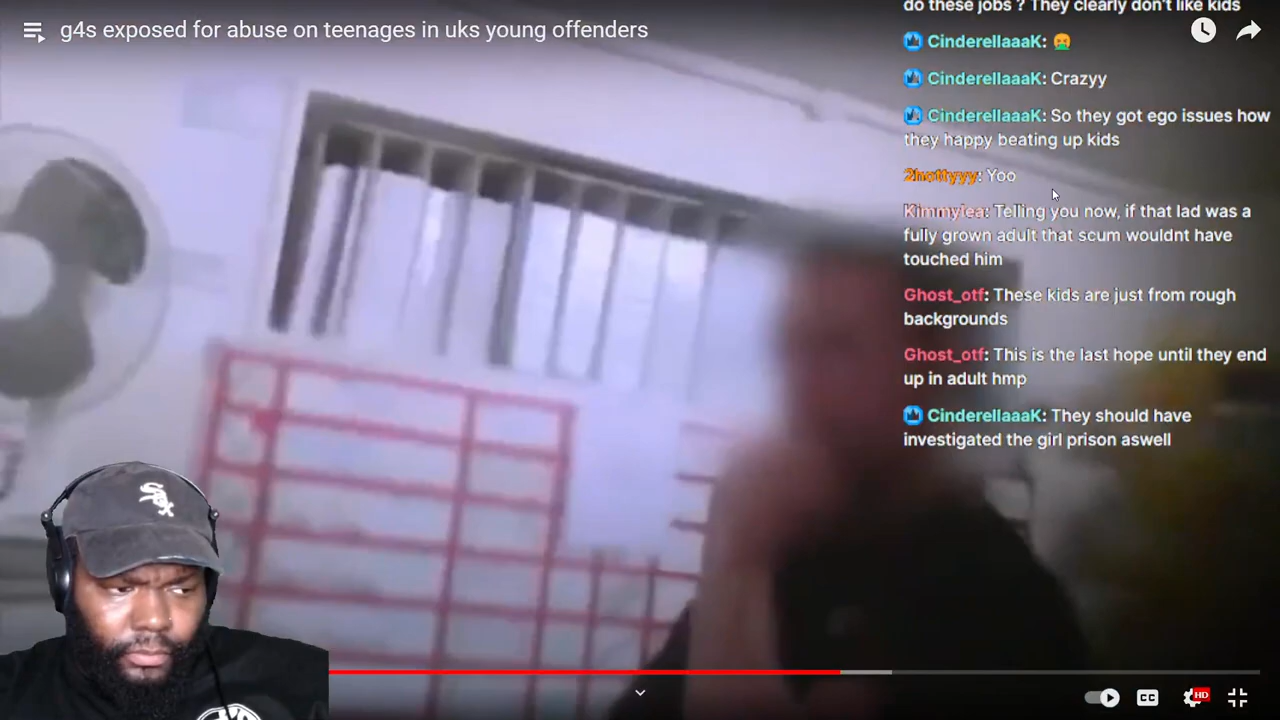 g4s exposed for abuse on teenages in uks young offenders
do these jobs ? They clearly don't like kids
CinderellaaaK: 🤮
CinderellaaaK: Crazyy
CinderellaaaK: So they got ego issues how
they happy beating up kids
2hottyyy: Yoo
Kimmylea: Telling you now, if that lad was a
fully grown adult that scum wouldnt have
touched him
Ghost_otf: These kids are just from rough
backgrounds
Ghost_otf: This is the last hope until they end
up in adult hmp
CinderellaaaK: They should have
investigated the girl prison aswell
Sox
CC
HD